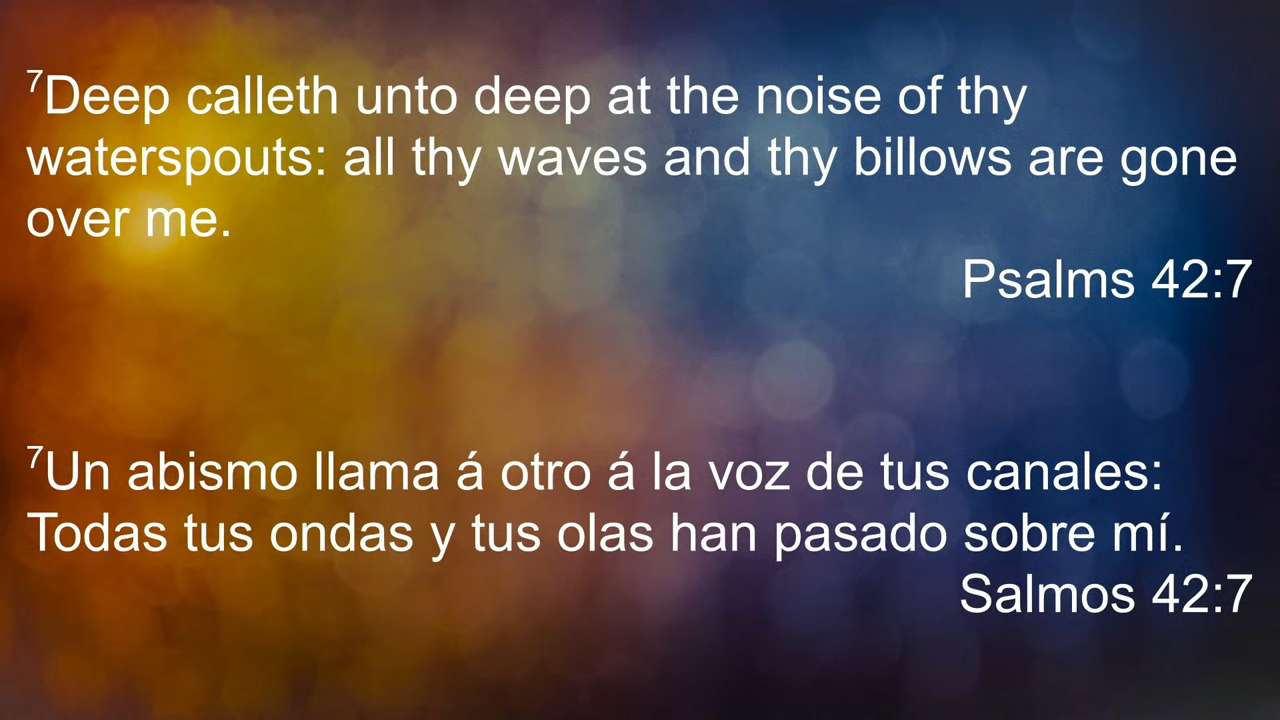 ⁷Deep calleth unto deep at the noise of thy
waterspouts: all thy waves and thy billows are gone
over me.
Psalms 42:7
⁷Un abismo llama á otro á la voz de tus canales:
Todas tus ondas y tus olas han pasado sobre mí.
Salmos 42:7